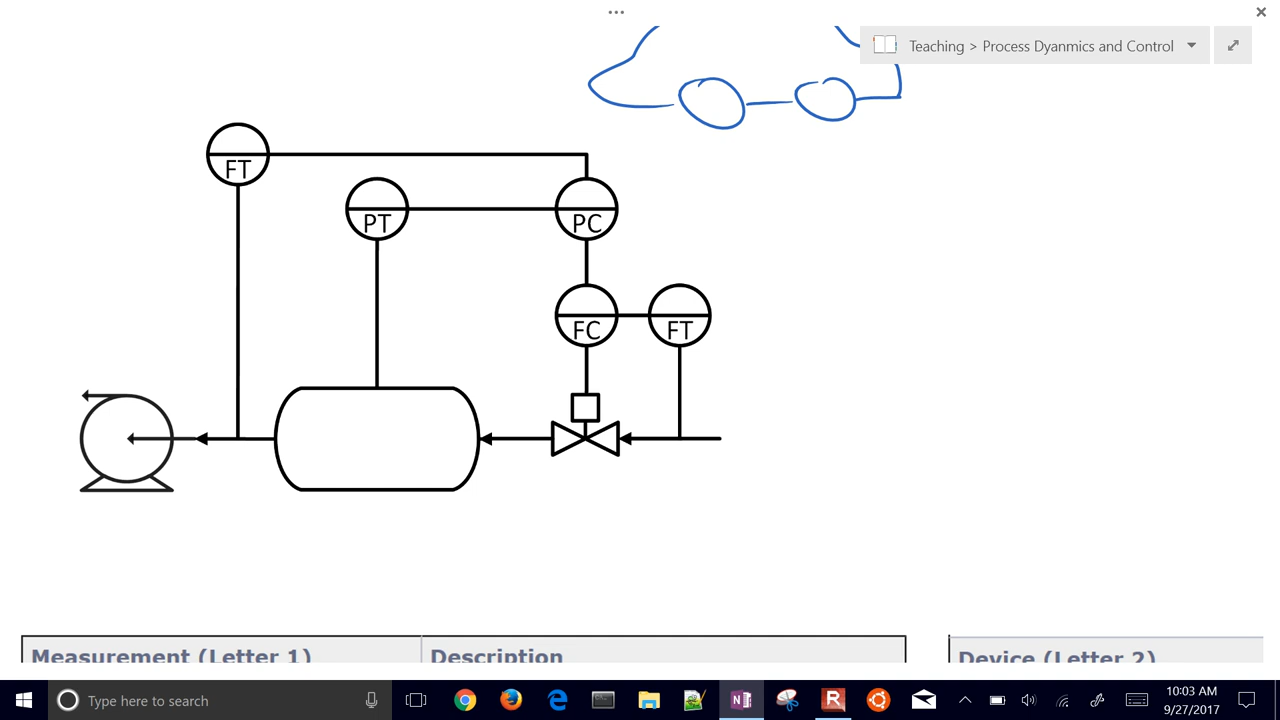 Teaching > Process Dyanmics and Control
FT
PT
PC
FC
FT
Measurement (Letter 1)
Description
Device (Letter 2)
Type here to search
10:03 AM
9/27/2017